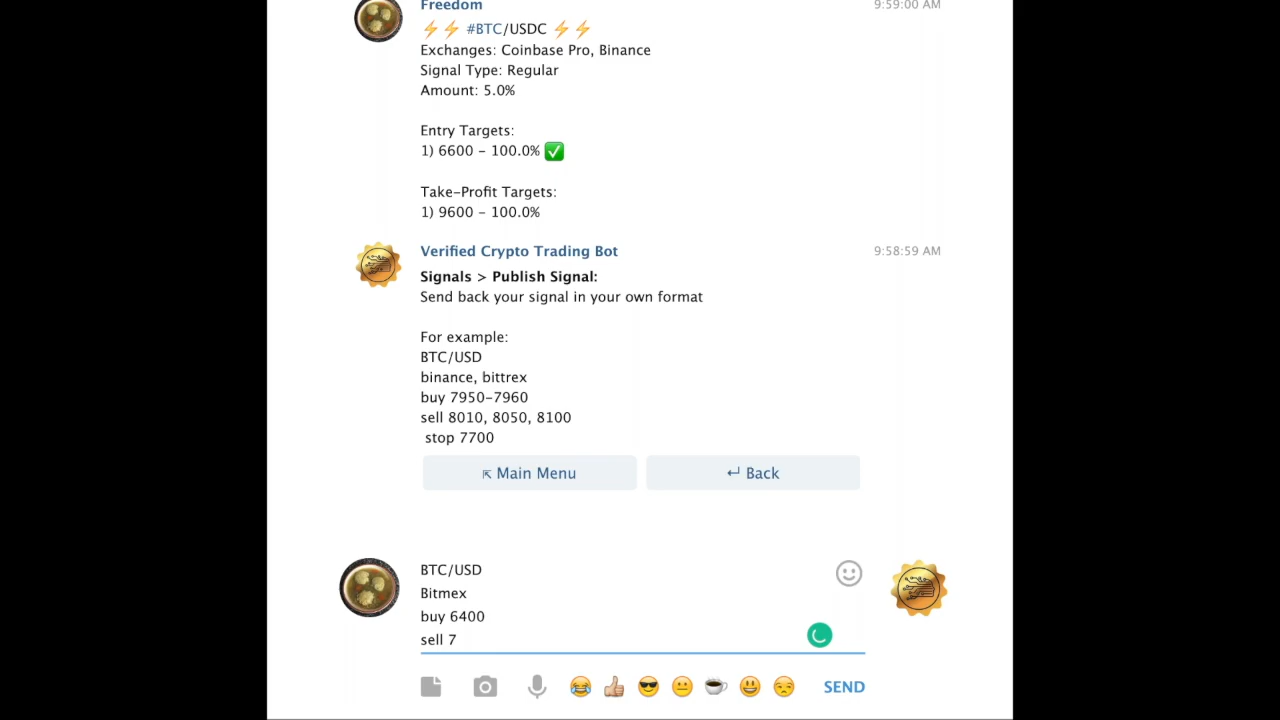 Freedom
9:59:00 AM
⚡⚡ #BTC/USDC ⚡⚡
Exchanges: Coinbase Pro, Binance
Signal Type: Regular
Amount: 5.0%
Entry Targets:
1) 6600 - 100.0% ✅
Take-Profit Targets:
1) 9600 - 100.0%
Verified Crypto Trading Bot
9:58:59 AM
Signals > Publish Signal:
Send back your signal in your own format
For example:
BTC/USD
binance, bittrex
buy 7950-7960
sell 8010, 8050, 8100
stop 7700
⇱ Main Menu
↵ Back
BTC/USD
Bitmex
buy 6400
sell 7
SEND